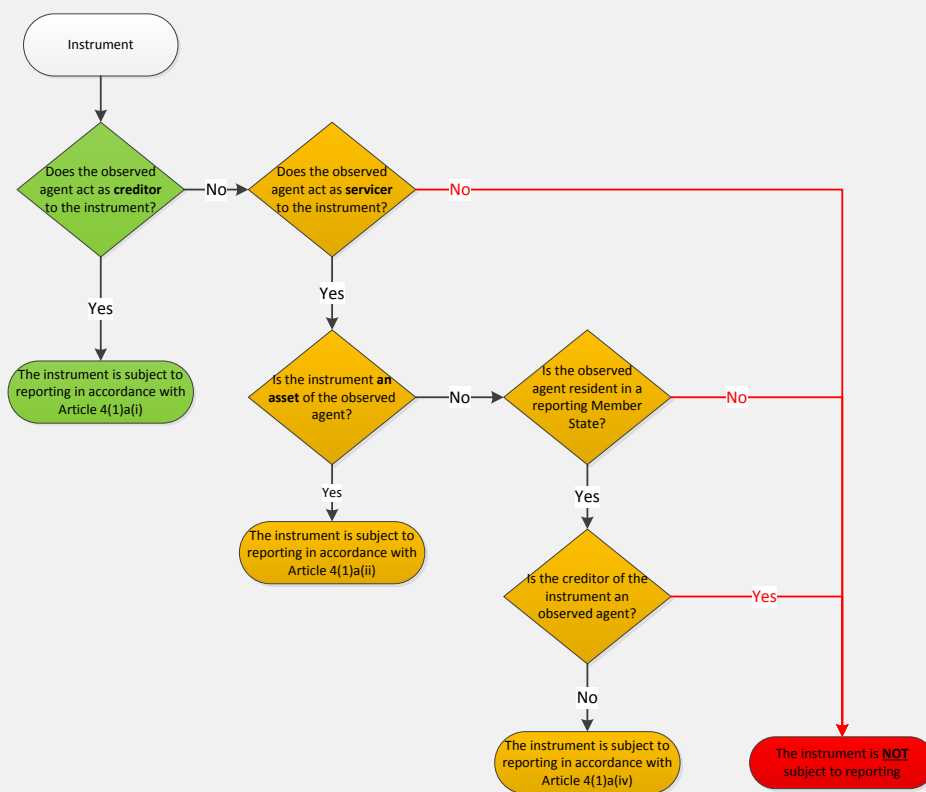 Instrument
Does the observed
agent act as creditor
to the instrument?
No
Does the observed
agent act as servicer
to the instrument?
No
Yes
Yes
The instrument is subject to
reporting in accordance with
Article 4(1)a(i)
Is the instrument an
asset of the observed
agent?
No
Is the observed
agent resident in a
reporting Member
State?
No
Yes
Yes
The instrument is subject to
reporting in accordance with
Article 4(1)a(ii)
Is the creditor of the
instrument an
observed agent?
Yes
No
The instrument is subject to
reporting in accordance with
Article 4(1)a(iv)
The instrument is NOT
subject to reporting